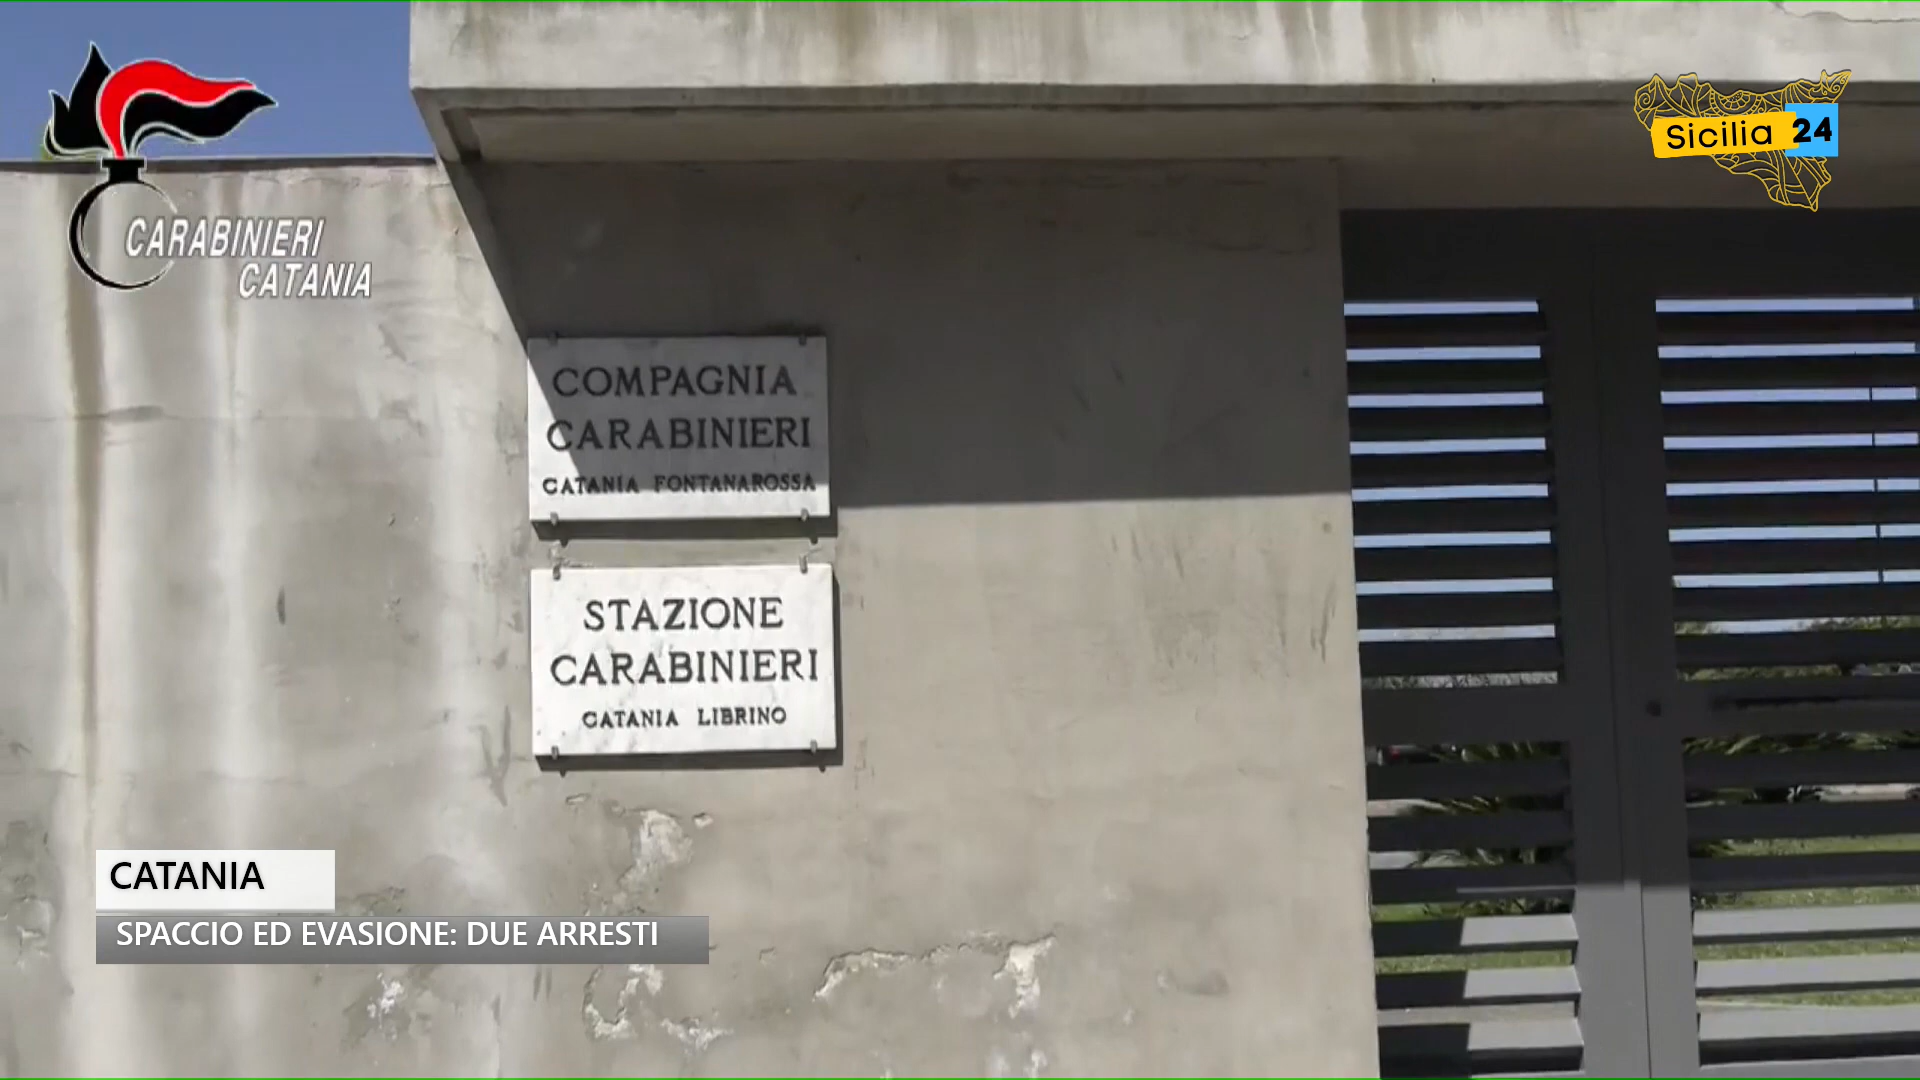 CARABINIERI
CATANIA
Sicilia 24
COMPAGNIA
CARABINIERI
CATANIA FONTANAROSSA
STAZIONE
CARABINIERI
CATANIA LIBRINO
CATANIA
SPACCIO ED EVASIONE: DUE ARRESTI